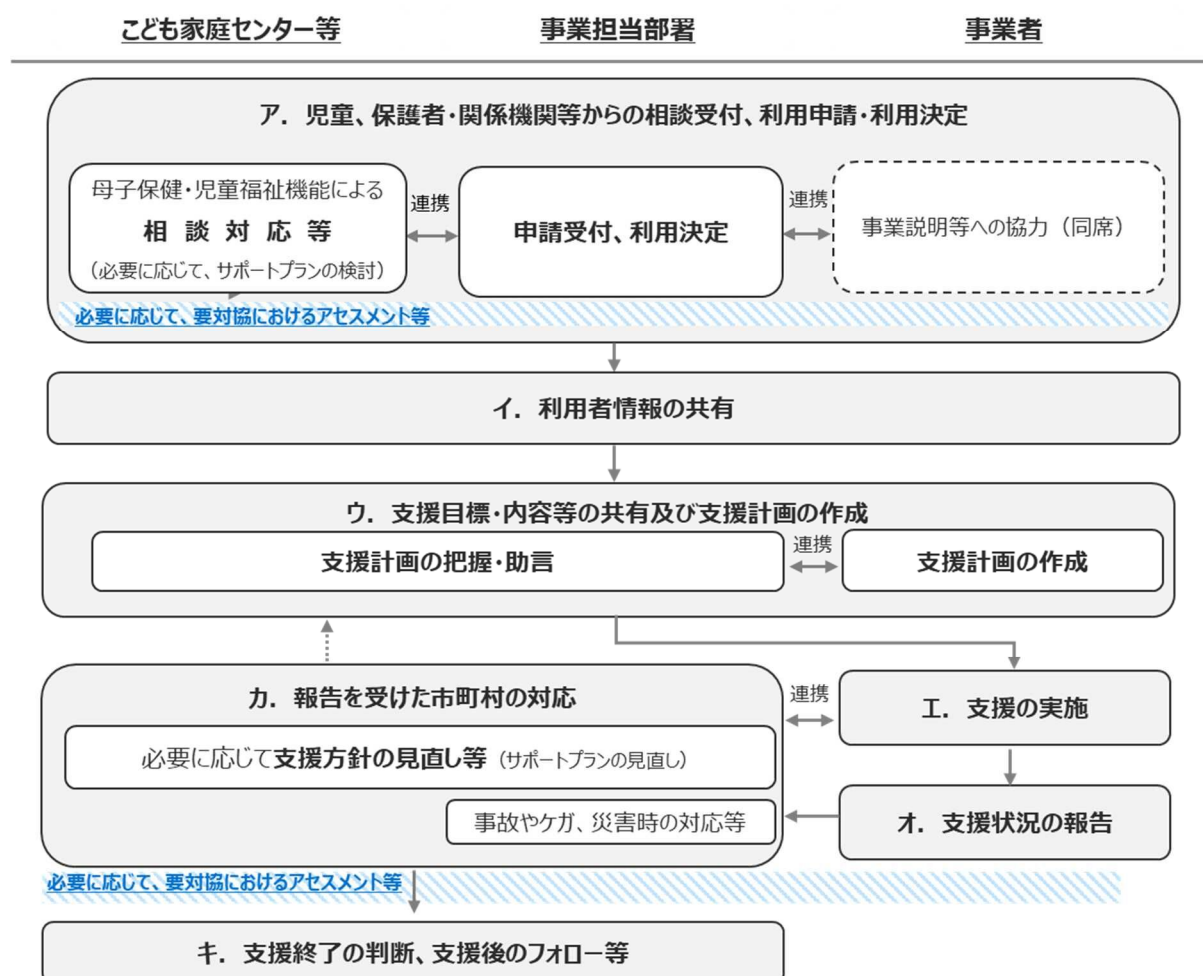 こども家庭センター等
事業担当部署
事業者
ア．児童、保護者・関係機関等からの相談受付、利用申請・利用決定
母子保健・児童福祉機能による
相談対応等
（必要に応じて、サポートプランの検討）
連携
申請受付、利用決定
連携
事業説明等への協力（同席）
必要に応じて、要対協におけるアセスメント等
イ．利用者情報の共有
ウ．支援目標・内容等の共有及び支援計画の作成
支援計画の把握・助言
連携
支援計画の作成
カ．報告を受けた市町村の対応
連携
エ．支援の実施
必要に応じて支援方針の見直し等（サポートプランの見直し）
事故やケガ、災害時の対応等
オ．支援状況の報告
必要に応じて、要対協におけるアセスメント等
キ．支援終了の判断、支援後のフォロー等